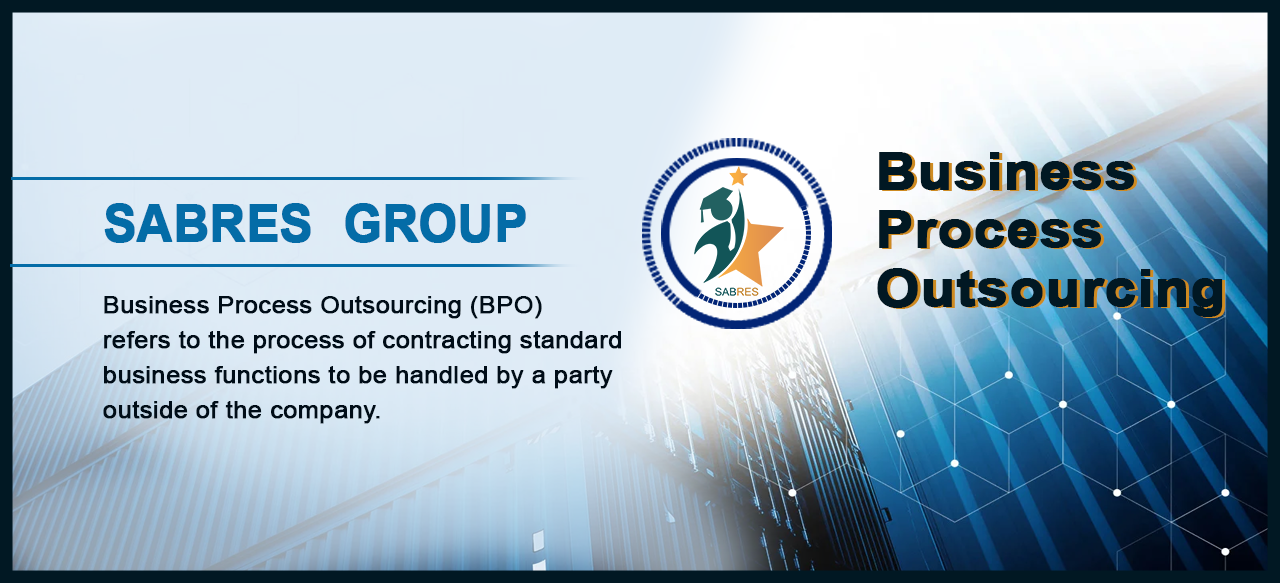 SABRES GROUP
Business Process Outsourcing (BPO)
refers to the process of contracting standard
business functions to be handled by a party
outside of the company.
SABRES
Business
Process
Outsourcing